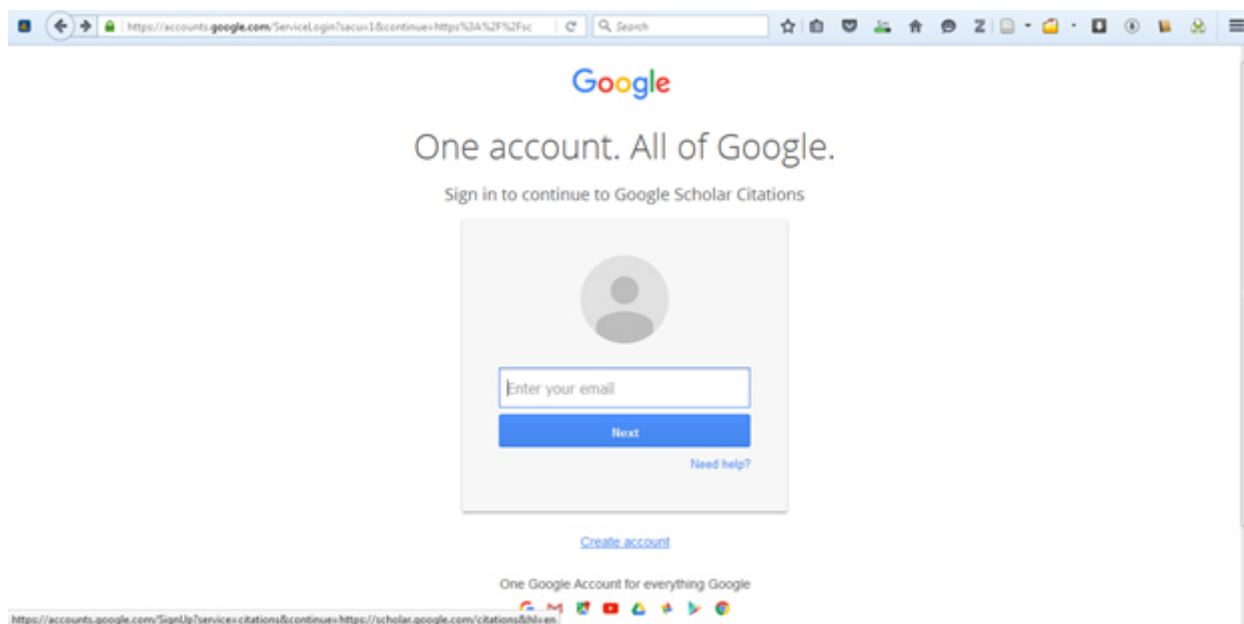 https://accounts.google.com/ServiceLogin?sacu=1&continue=https%3A%2F%2Fsc
Search
Google
One account. All of Google.
Sign in to continue to Google Scholar Citations
Enter your email
Next
Need help?
Create account
One Google Account for everything Google
https://accounts.google.com/SignUp?service=citations&continue=https://scholar.google.com/citations&hl=en